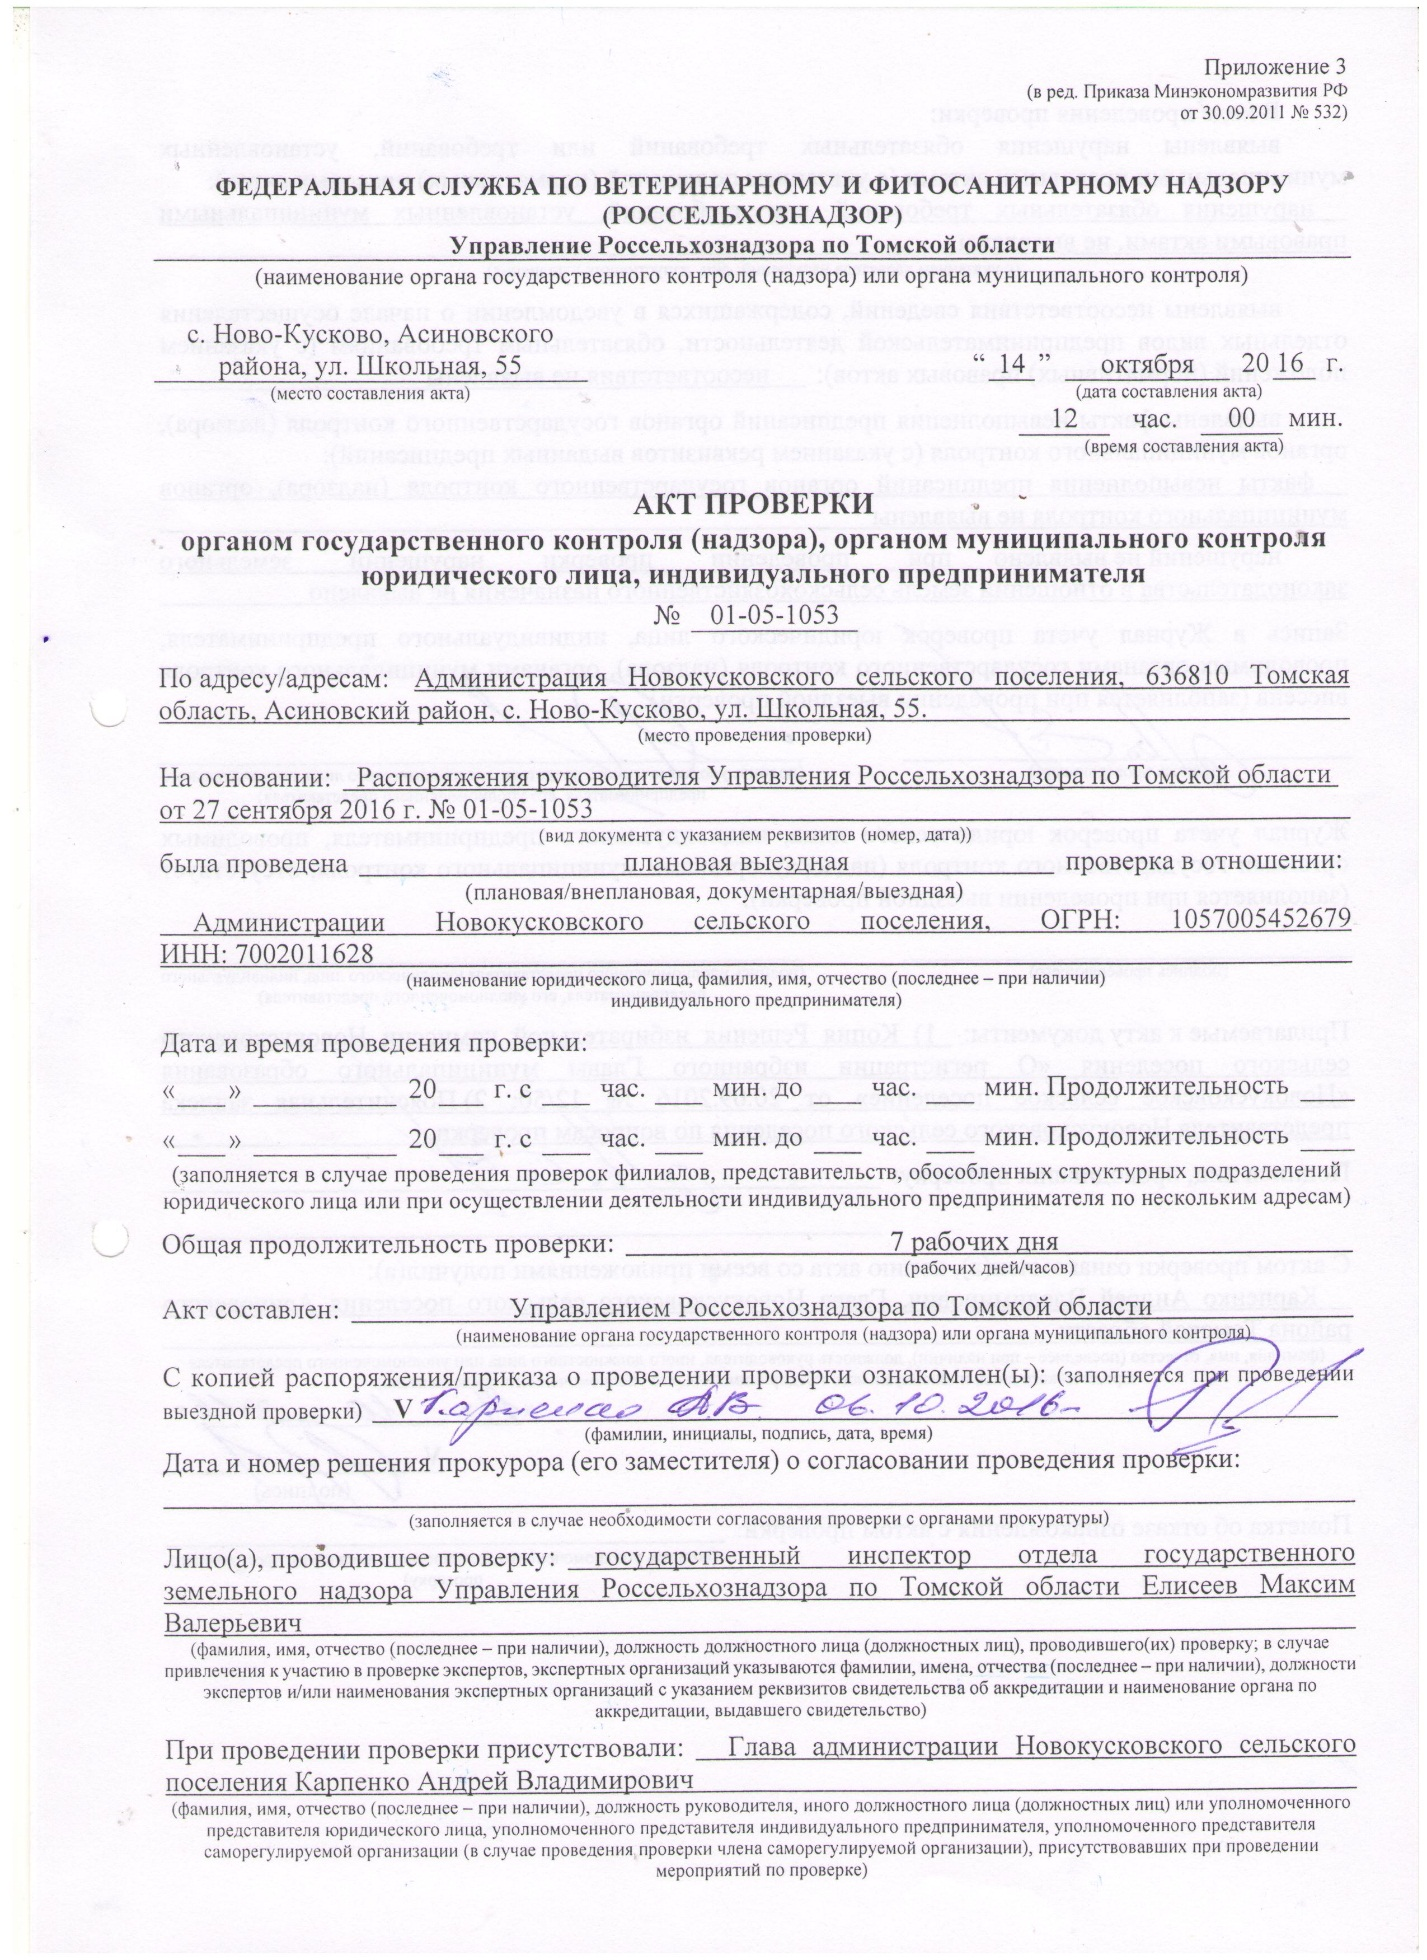 Приложение 3
(в ред. Приказа Минэкономразвития РФ
от 30.09.2011 № 532)
ФЕДЕРАЛЬНАЯ СЛУЖБА ПО ВЕТЕРИНАРНОМУ И ФИТОСАНИТАРНОМУ НАДЗОРУ
(РОССЕЛЬХОЗНАДЗОР)
Управление Россельхознадзора по Томской области
(наименование органа государственного контроля (надзора) или органа муниципального контроля)
с. Ново-Кусково, Асиновского
района, ул. Школьная, 55 “ 14 ” октября 20 16 г.
(место составления акта) (дата составления акта)
12 час. 00 мин.
(время составления акта)
АКТ ПРОВЕРКИ
органом государственного контроля (надзора), органом муниципального контроля
юридического лица, индивидуального предпринимателя
№ 01-05-1053
По адресу/адресам: Администрация Новокусковского сельского поселения, 636810 Томская
область, Асиновский район, с. Ново-Кусково, ул. Школьная, 55.
(место проведения проверки)
На основании: Распоряжения руководителя Управления Россельхознадзора по Томской области
от 27 сентября 2016 г. № 01-05-1053
(вид документа с указанием реквизитов (номер, дата))
была проведена плановая выездная проверка в отношении:
(плановая/внеплановая, документарная/выездная)
Администрации Новокусковского сельского поселения, ОГРН: 1057005452679
ИНН: 7002011628
(наименование юридического лица, фамилия, имя, отчество (последнее – при наличии)
индивидуального предпринимателя)
Дата и время проведения проверки:
«___» ___ 20___ г. с ___ час. ___ мин. до ___ час. ___ мин. Продолжительность ___
«___» ___ 20___ г. с ___ час. ___ мин. до ___ час. ___ мин. Продолжительность ___
(заполняется в случае проведения проверок филиалов, представительств, обособленных структурных подразделений
юридического лица или при осуществлении деятельности индивидуального предпринимателя по нескольким адресам)
Общая продолжительность проверки: 7 рабочих дня
(рабочих дней/часов)
Акт составлен: Управлением Россельхознадзора по Томской области
(наименование органа государственного контроля (надзора) или органа муниципального контроля)
С копией распоряжения/приказа о проведении проверки ознакомлен(ы): (заполняется при проведении
выездной проверки) V Карпенко А.В. 06.10.2016
(фамилии, инициалы, подпись, дата, время)
Дата и номер решения прокурора (его заместителя) о согласовании проведения проверки:
(заполняется в случае необходимости согласования проверки с органами прокуратуры)
Лицо(а), проводившее проверку: государственный инспектор отдела государственного
земельного надзора Управления Россельхознадзора по Томской области Елисеев Максим
Валерьевич
(фамилия, имя, отчество (последнее – при наличии), должность должностного лица (должностных лиц), проводившего(их) проверку; в случае
привлечения к участию в проверке экспертов, экспертных организаций указываются фамилии, имена, отчества (последнее – при наличии), должности
экспертов и/или наименования экспертных организаций с указанием реквизитов свидетельства об аккредитации и наименование органа по
аккредитации, выдавшего свидетельство)
При проведении проверки присутствовали: Глава администрации Новокусковского сельского
поселения Карпенко Андрей Владимирович
(фамилия, имя, отчество (последнее – при наличии), должность руководителя, иного должностного лица (должностных лиц) или уполномоченного
представителя юридического лица, уполномоченного представителя индивидуального предпринимателя, уполномоченного представителя
саморегулируемой организации (в случае проведения проверки члена саморегулируемой организации), присутствовавших при проведении
мероприятий по проверке)